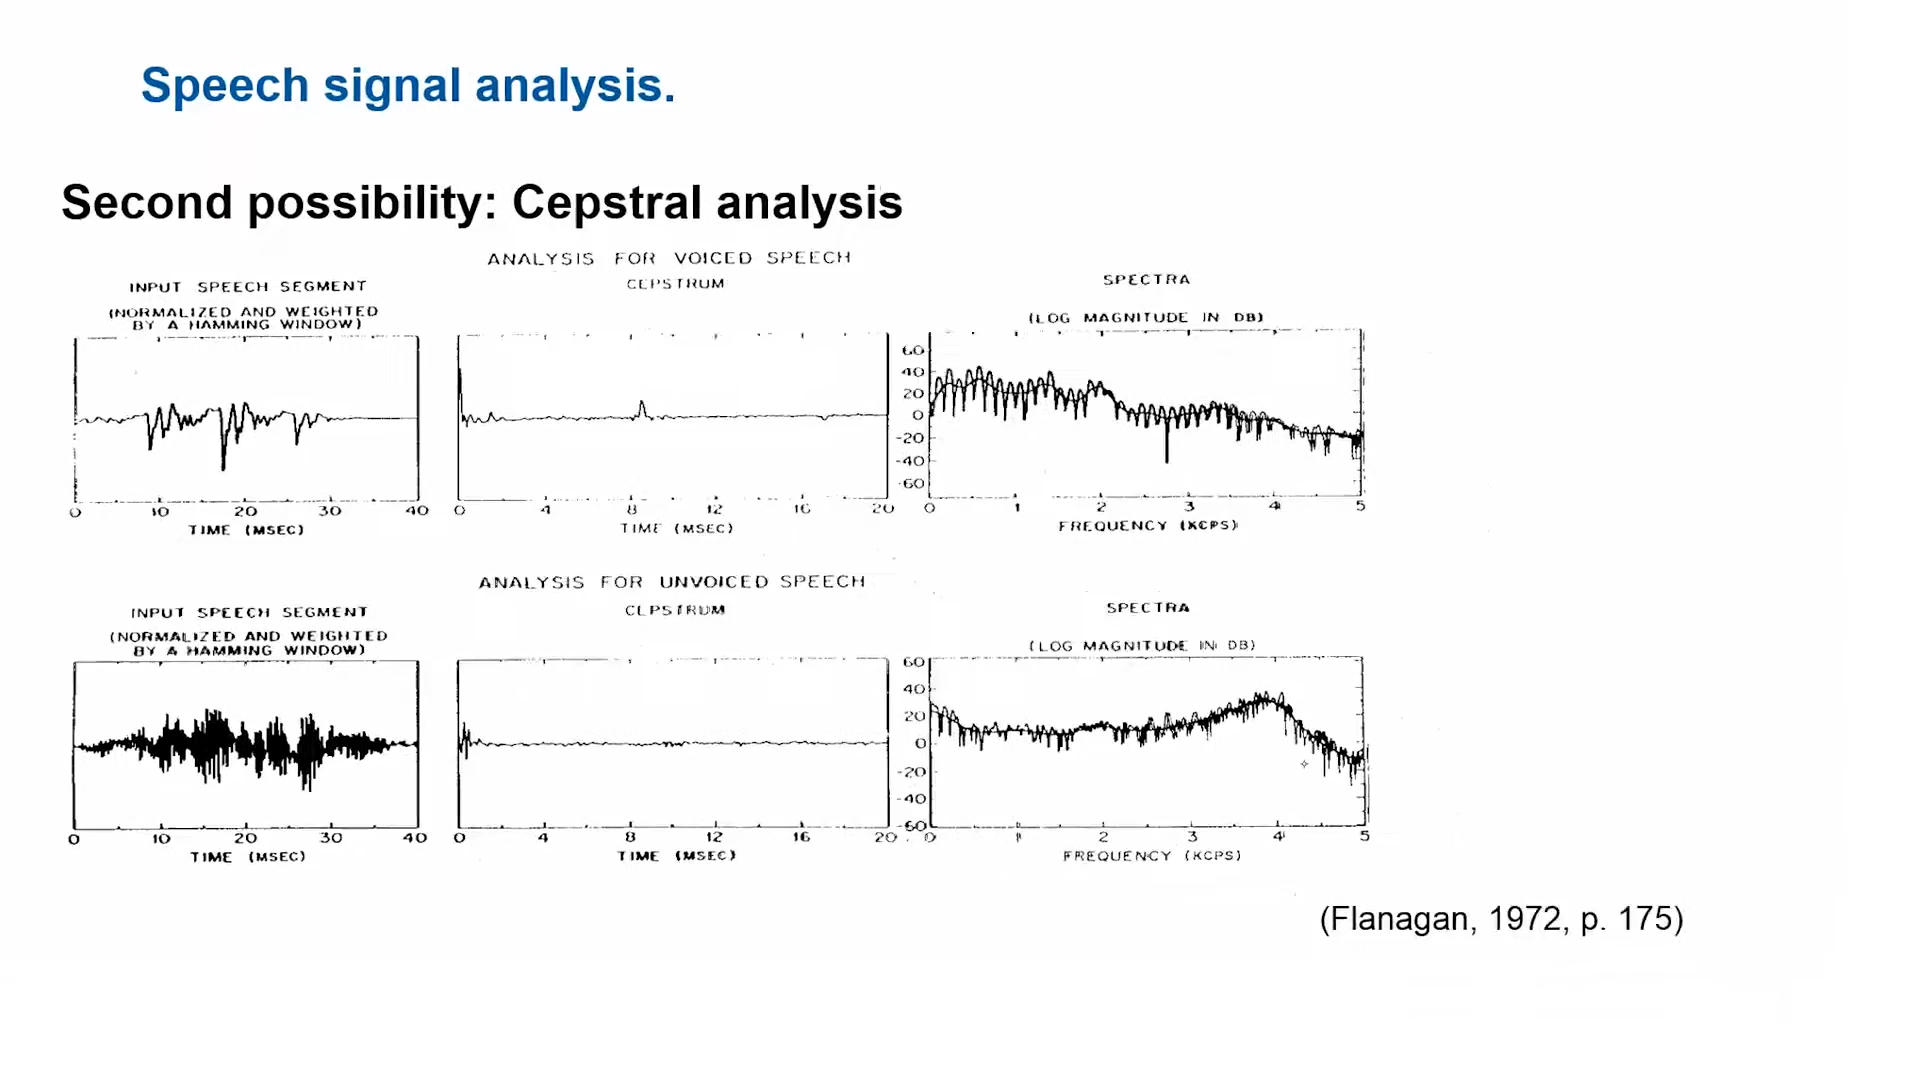 Speech signal analysis.
Second possibility: Cepstral analysis
ANALYSIS FOR VOICED SPEECH
INPUT SPEECH SEGMENT
(NORMALIZED AND WEIGHTED
BY A HAMMING WINDOW)
CEPSTRUM
SPECTRA
(LOG MAGNITUDE IN DB)
60
40
20
0
-20
-40
-60
0 10 20 30 40
TIME (MSEC)
0 4 8 12 16 20
TIME (MSEC)
0 1 2 3 4 5
FREQUENCY (KCPS)
ANALYSIS FOR UNVOICED SPEECH
INPUT SPEECH SEGMENT
(NORMALIZED AND WEIGHTED
BY A HAMMING WINDOW)
CEPSTRUM
SPECTRA
(LOG MAGNITUDE IN DB)
60
40
20
0
-20
-40
-60
0 10 20 30 40
TIME (MSEC)
0 4 8 12 16 20
TIME (MSEC)
0 1 2 3 4 5
FREQUENCY (KCPS)
(Flanagan, 1972, p. 175)